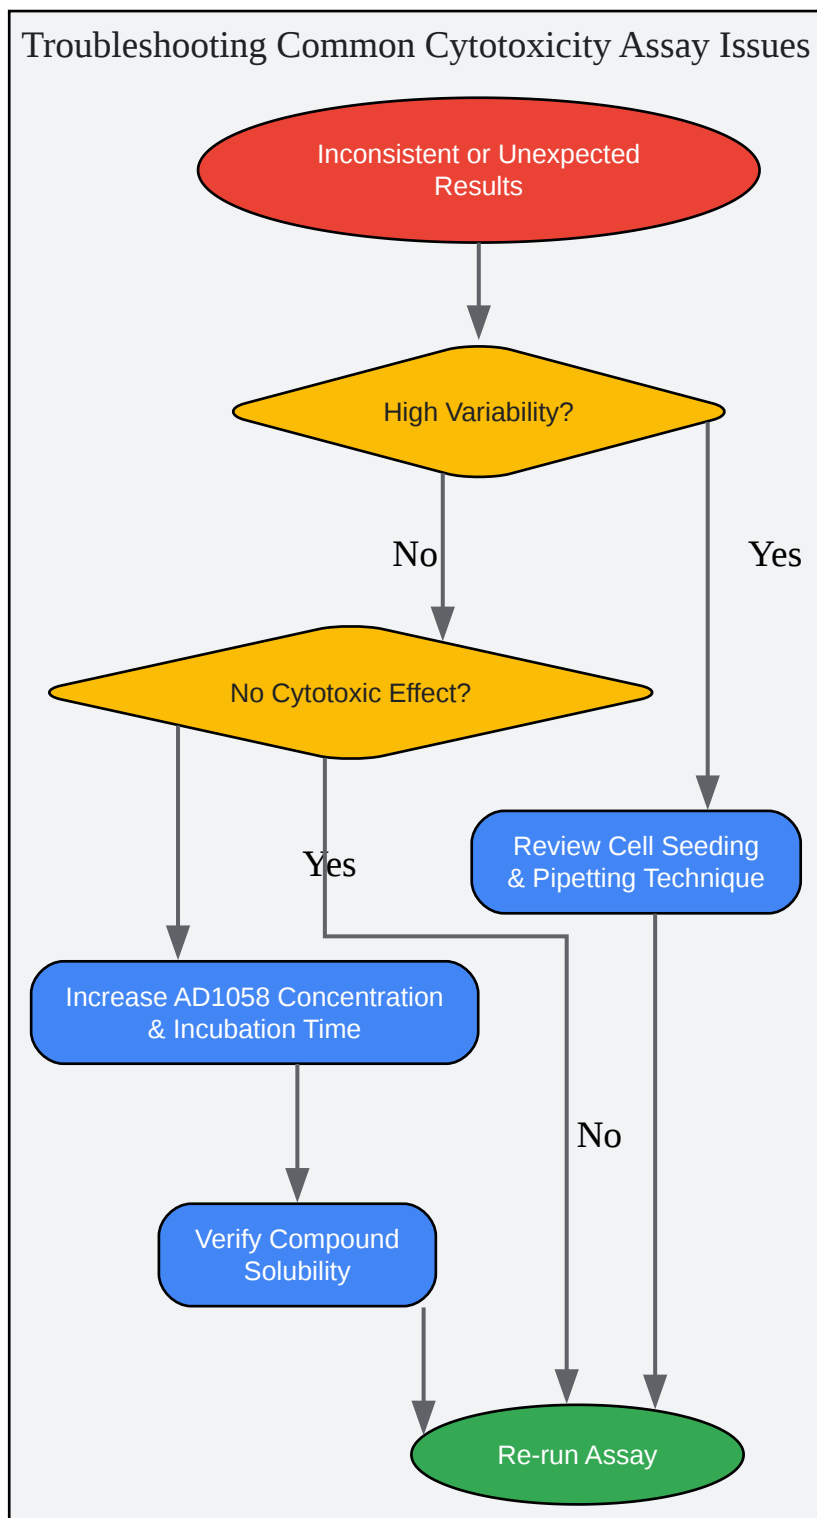 Troubleshooting Common Cytotoxicity Assay Issues
Inconsistent or Unexpected
Results
High Variability?
No
Yes
No Cytotoxic Effect?
Review Cell Seeding
& Pipetting Technique
Yes
Increase AD1058 Concentration
& Incubation Time
No
Verify Compound
Solubility
Re-run Assay